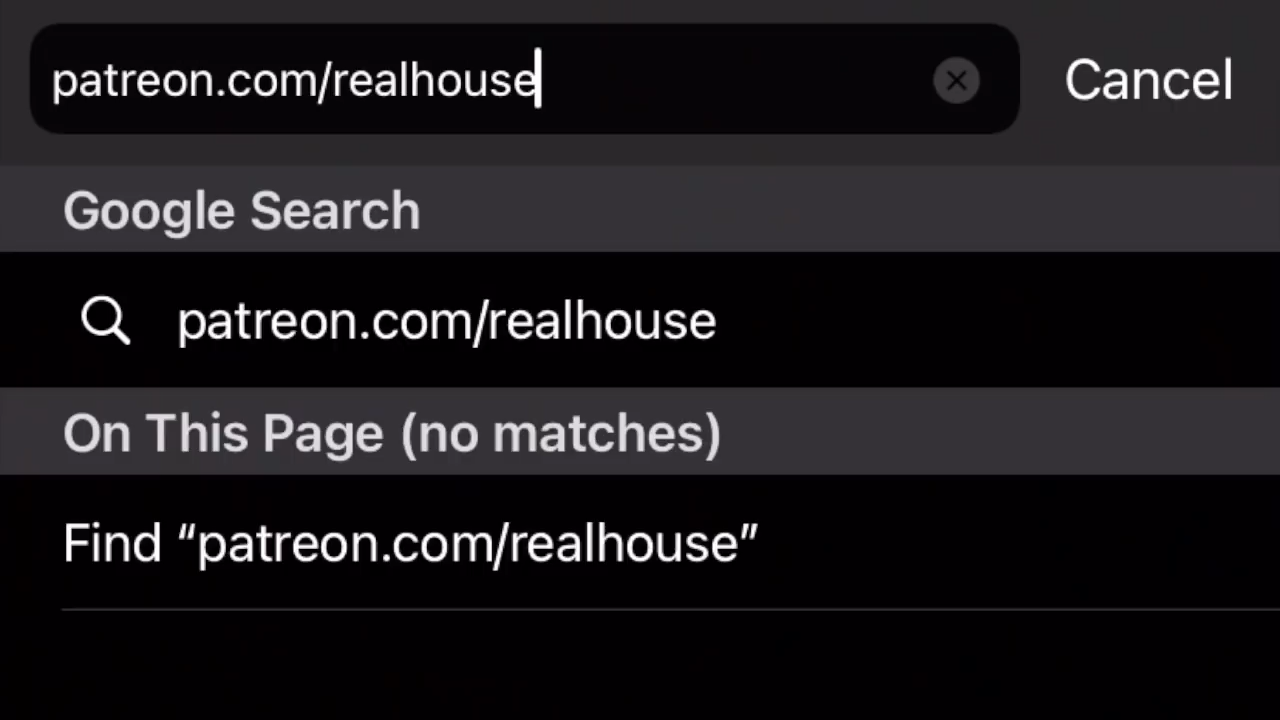 patreon.com/realhouse
Cancel
Google Search
patreon.com/realhouse
On This Page (no matches)
Find “patreon.com/realhouse”